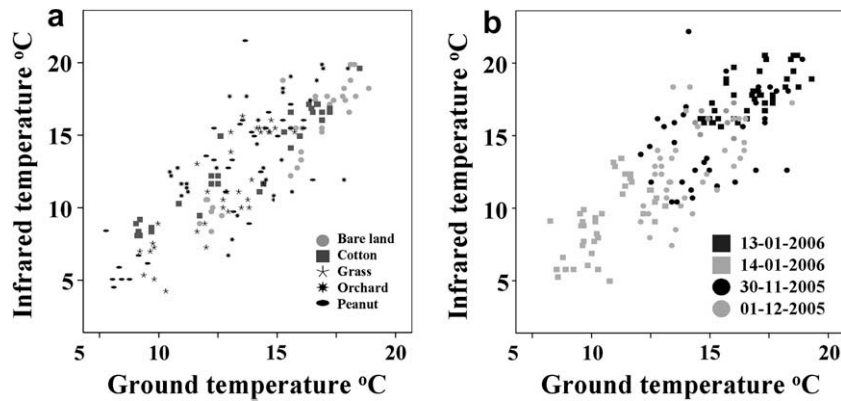 a
Infrared temperature °C
20
15
10
5
Bare land
Cotton
Grass
Orchard
Peanut
5 10 15 20
Ground temperature °C
b
Infrared temperature °C
20
15
10
5
13-01-2006
14-01-2006
30-11-2005
01-12-2005
5 10 15 20
Ground temperature °C